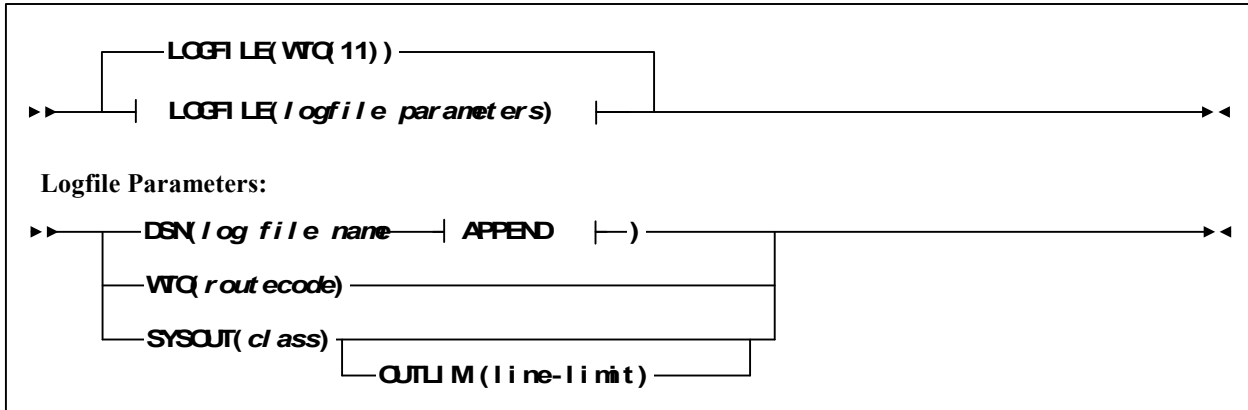 LOGFILE(WTO(11))
LOGFILE(logfile parameters)
Logfile Parameters:
DSN(log file name APPEND )
WTO(routecode)
SYSOUT(class)
OUTLIM(line-limit)